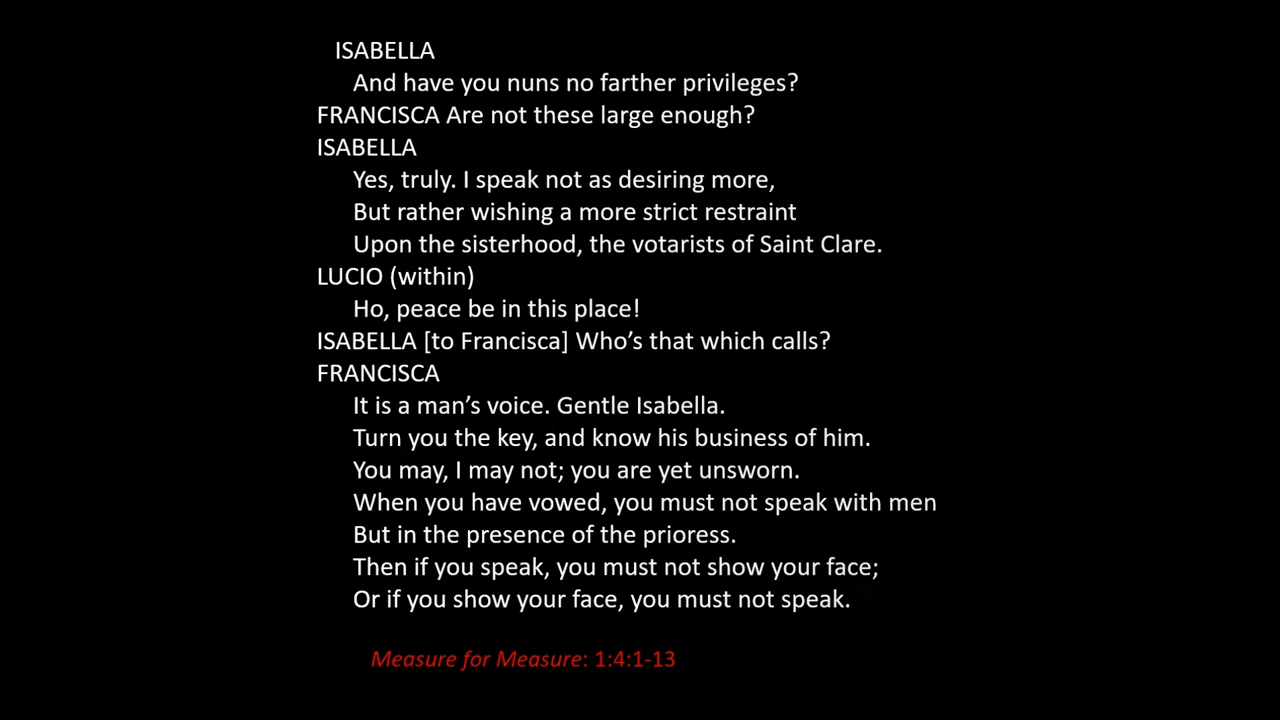 ISABELLA
And have you nuns no farther privileges?
FRANCISCA Are not these large enough?
ISABELLA
Yes, truly. I speak not as desiring more,
But rather wishing a more strict restraint
Upon the sisterhood, the votarists of Saint Clare.
LUCIO (within)
Ho, peace be in this place!
ISABELLA [to Francisca] Who’s that which calls?
FRANCISCA
It is a man’s voice. Gentle Isabella.
Turn you the key, and know his business of him.
You may, I may not; you are yet unsworn.
When you have vowed, you must not speak with men
But in the presence of the prioress.
Then if you speak, you must not show your face;
Or if you show your face, you must not speak.
Measure for Measure: 1:4:1-13